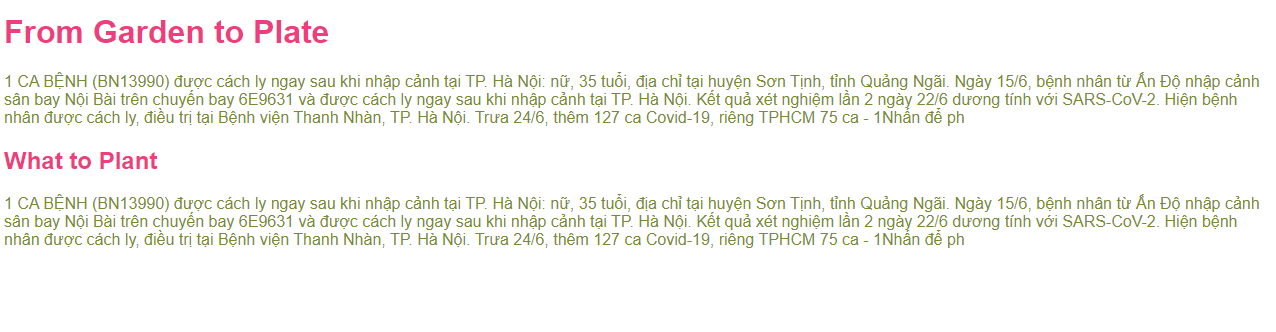 From Garden to Plate
1 CA BỆNH (BN13990) được cách ly ngay sau khi nhập cảnh tại TP. Hà Nội: nữ, 35 tuổi, địa chỉ tại huyện Sơn Tịnh, tỉnh Quảng Ngãi. Ngày 15/6, bệnh nhân từ Ấn Độ nhập cảnh
sân bay Nội Bài trên chuyến bay 6E9631 và được cách ly ngay sau khi nhập cảnh tại TP. Hà Nội. Kết quả xét nghiệm lần 2 ngày 22/6 dương tính với SARS-CoV-2. Hiện bệnh
nhân được cách ly, điều trị tại Bệnh viện Thanh Nhàn, TP. Hà Nội. Trưa 24/6, thêm 127 ca Covid-19, riêng TPHCM 75 ca - 1Nhấn để ph
What to Plant
1 CA BỆNH (BN13990) được cách ly ngay sau khi nhập cảnh tại TP. Hà Nội: nữ, 35 tuổi, địa chỉ tại huyện Sơn Tịnh, tỉnh Quảng Ngãi. Ngày 15/6, bệnh nhân từ Ấn Độ nhập cảnh
sân bay Nội Bài trên chuyến bay 6E9631 và được cách ly ngay sau khi nhập cảnh tại TP. Hà Nội. Kết quả xét nghiệm lần 2 ngày 22/6 dương tính với SARS-CoV-2. Hiện bệnh
nhân được cách ly, điều trị tại Bệnh viện Thanh Nhàn, TP. Hà Nội. Trưa 24/6, thêm 127 ca Covid-19, riêng TPHCM 75 ca - 1Nhấn để ph